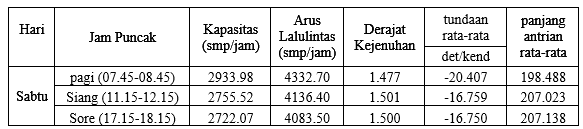 Hari Jam Puncak Kapasitas (smp/jam) Arus Lalulintas (smp/jam) Derajat Kejenuhan tundaan rata-rata det/kend panjang antrian rata-rata
Sabtu pagi (07.45-08.45) 2933.98 4332.70 1.477 -20.407 198.488
Siang (11.15-12.15) 2755.52 4136.40 1.501 -16.759 207.023
Sore (17.15-18.15) 2722.07 4083.50 1.500 -16.750 207.138